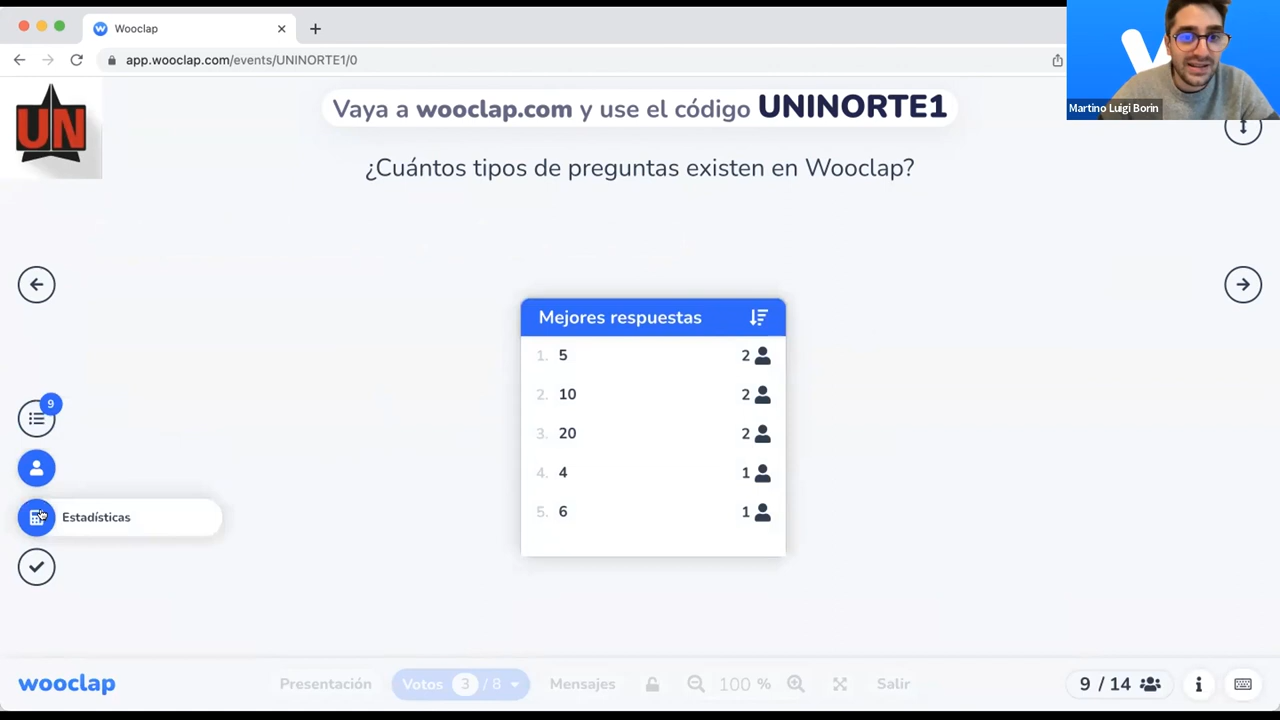 Wooclap
app.wooclap.com/events/UNINORTE1/0
Martino Luigi Borin
UN
Vaya a wooclap.com y use el código UNINORTE1
¿Cuántos tipos de preguntas existen en Wooclap?
Mejores respuestas
1. 5 2
2. 10 2
3. 20 2
4. 4 1
5. 6 1
9
Estadísticas
wooclap
Presentación
Votos 3 / 8
Mensajes
100 %
Salir
9 / 14